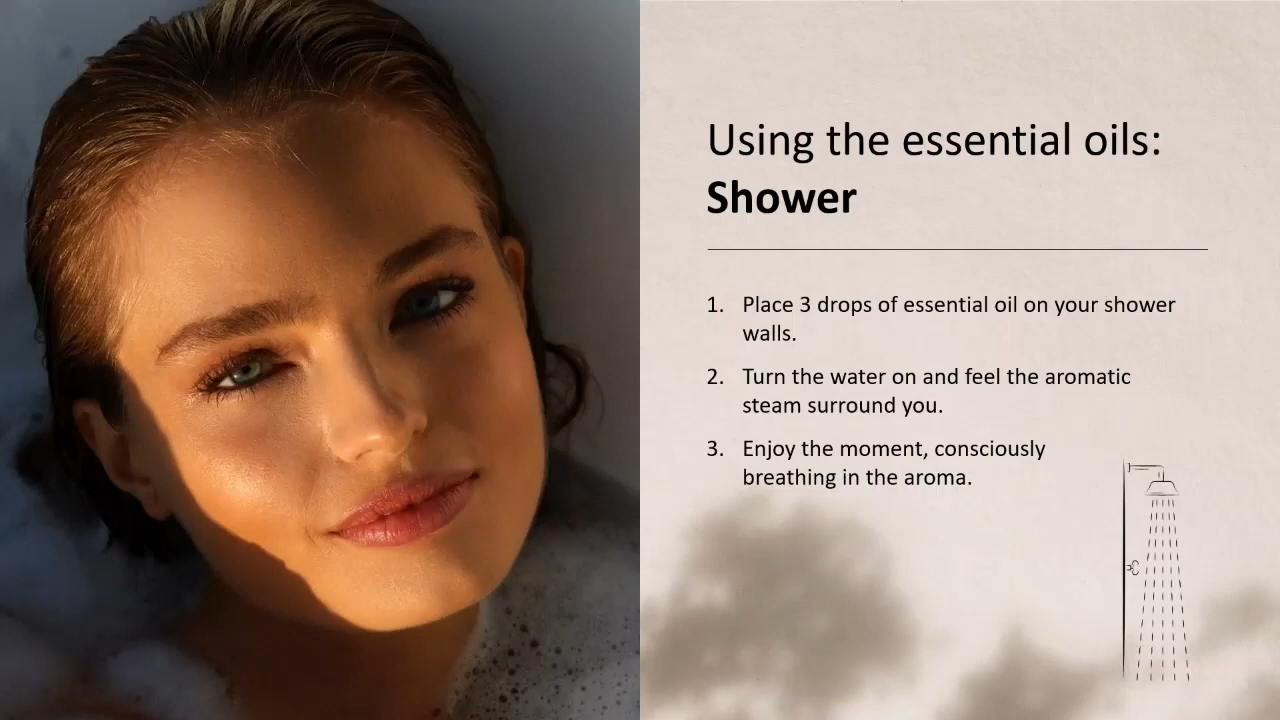 Using the essential oils:
Shower
1. Place 3 drops of essential oil on your shower
walls.
2. Turn the water on and feel the aromatic
steam surround you.
3. Enjoy the moment, consciously
breathing in the aroma.